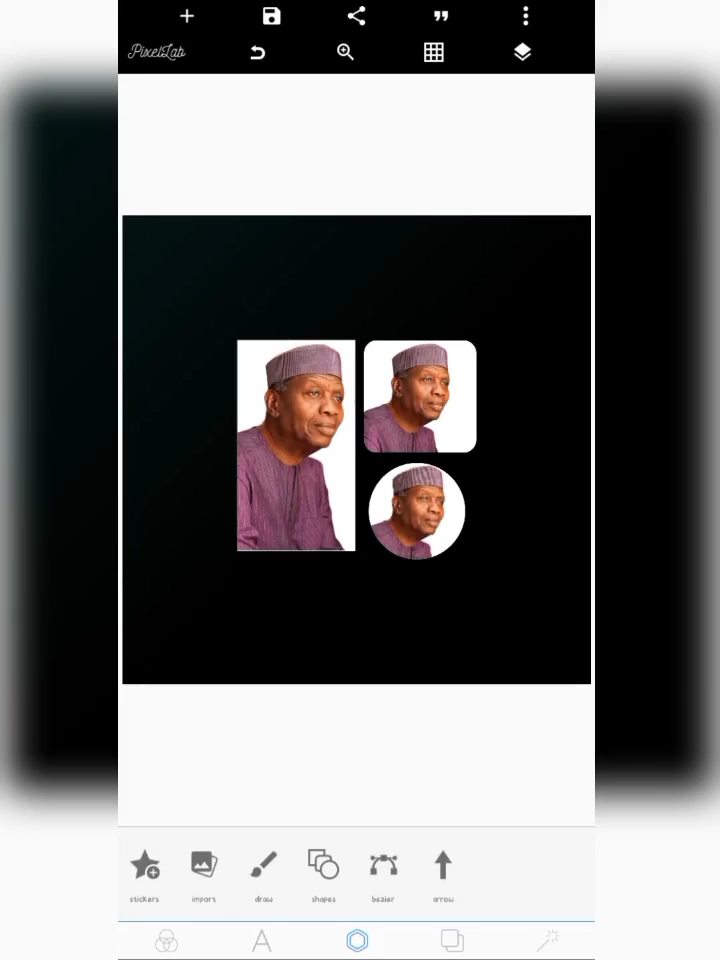 PixelLab
stickers
import
draw
shapes
bezier
arrow